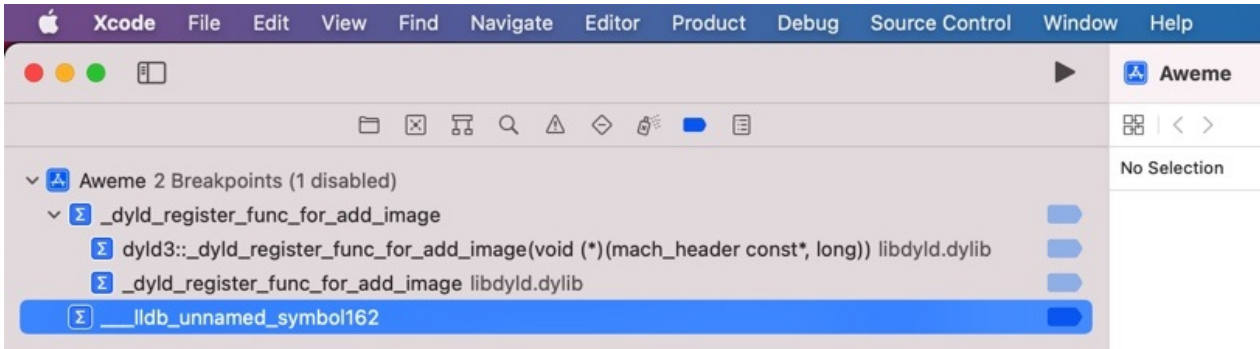 Xcode File Edit View Find Navigate Editor Product Debug Source Control Window Help
Aweme
No Selection
Aweme 2 Breakpoints (1 disabled)
_dyld_register_func_for_add_image
dyld3::_dyld_register_func_for_add_image(void (*)(mach_header const*, long)) libdyld.dylib
_dyld_register_func_for_add_image libdyld.dylib
___lldb_unnamed_symbol162